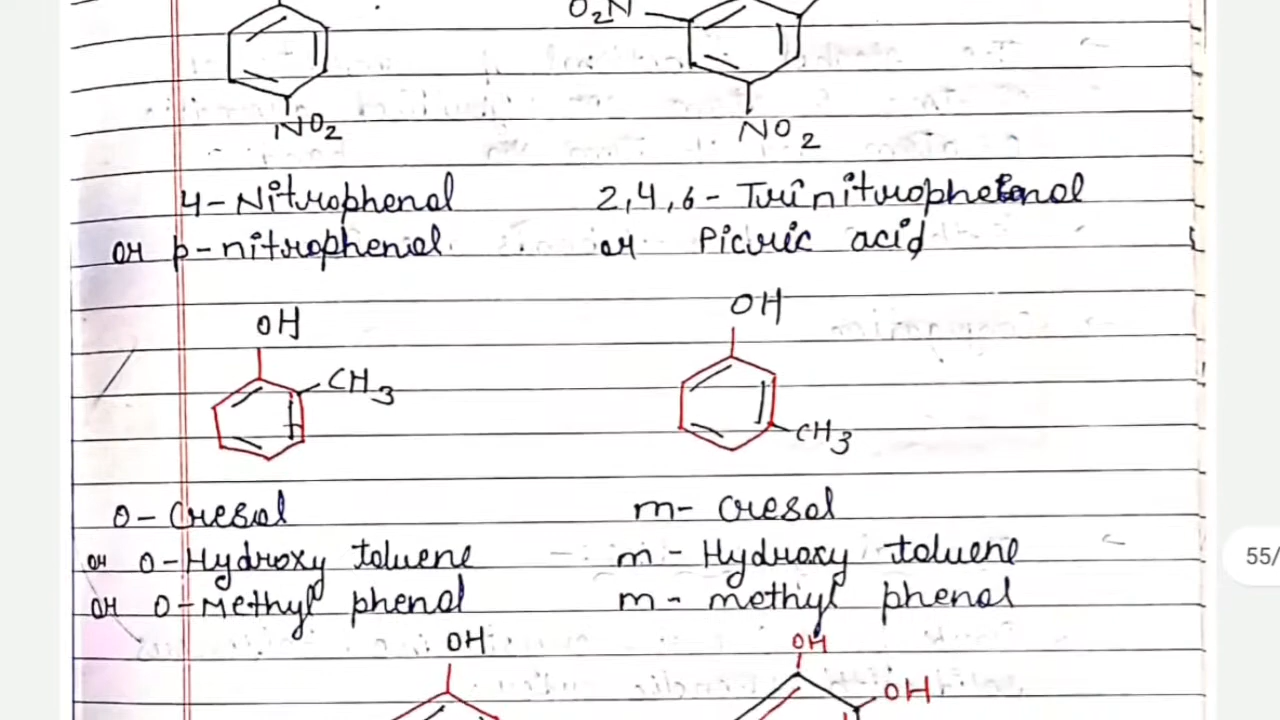 O2N
NO2 NO2
4-Nitrophenol 2,4,6- Trinitrophenol
or p-nitrophenol. or Picric acid
OH OH
CH3
CH3
o-Cresol m- cresol
or o-Hydroxy toluene m- Hydroxy toluene
or o-Methyl phenol m- methyl phenol
OH OH
OH
55/